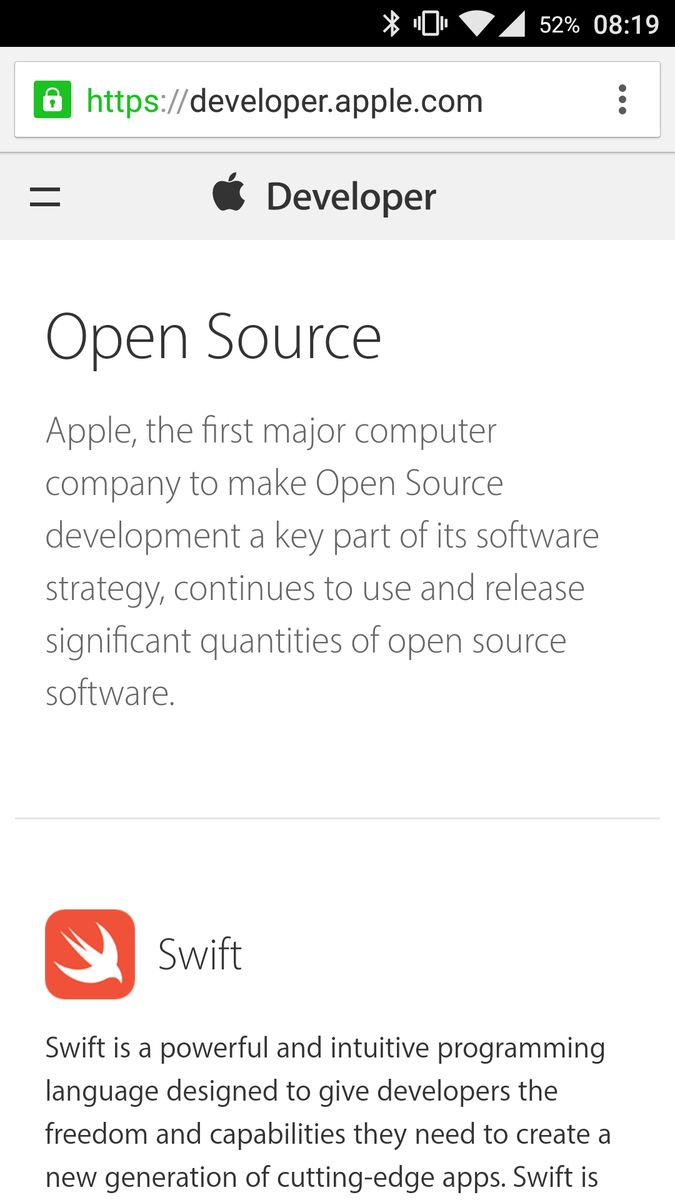 52% 08:19
https://developer.apple.com
Developer
Open Source
Apple, the first major computer
company to make Open Source
development a key part of its software
strategy, continues to use and release
significant quantities of open source
software.
Swift
Swift is a powerful and intuitive programming
language designed to give developers the
freedom and capabilities they need to create a
new generation of cutting-edge apps. Swift is